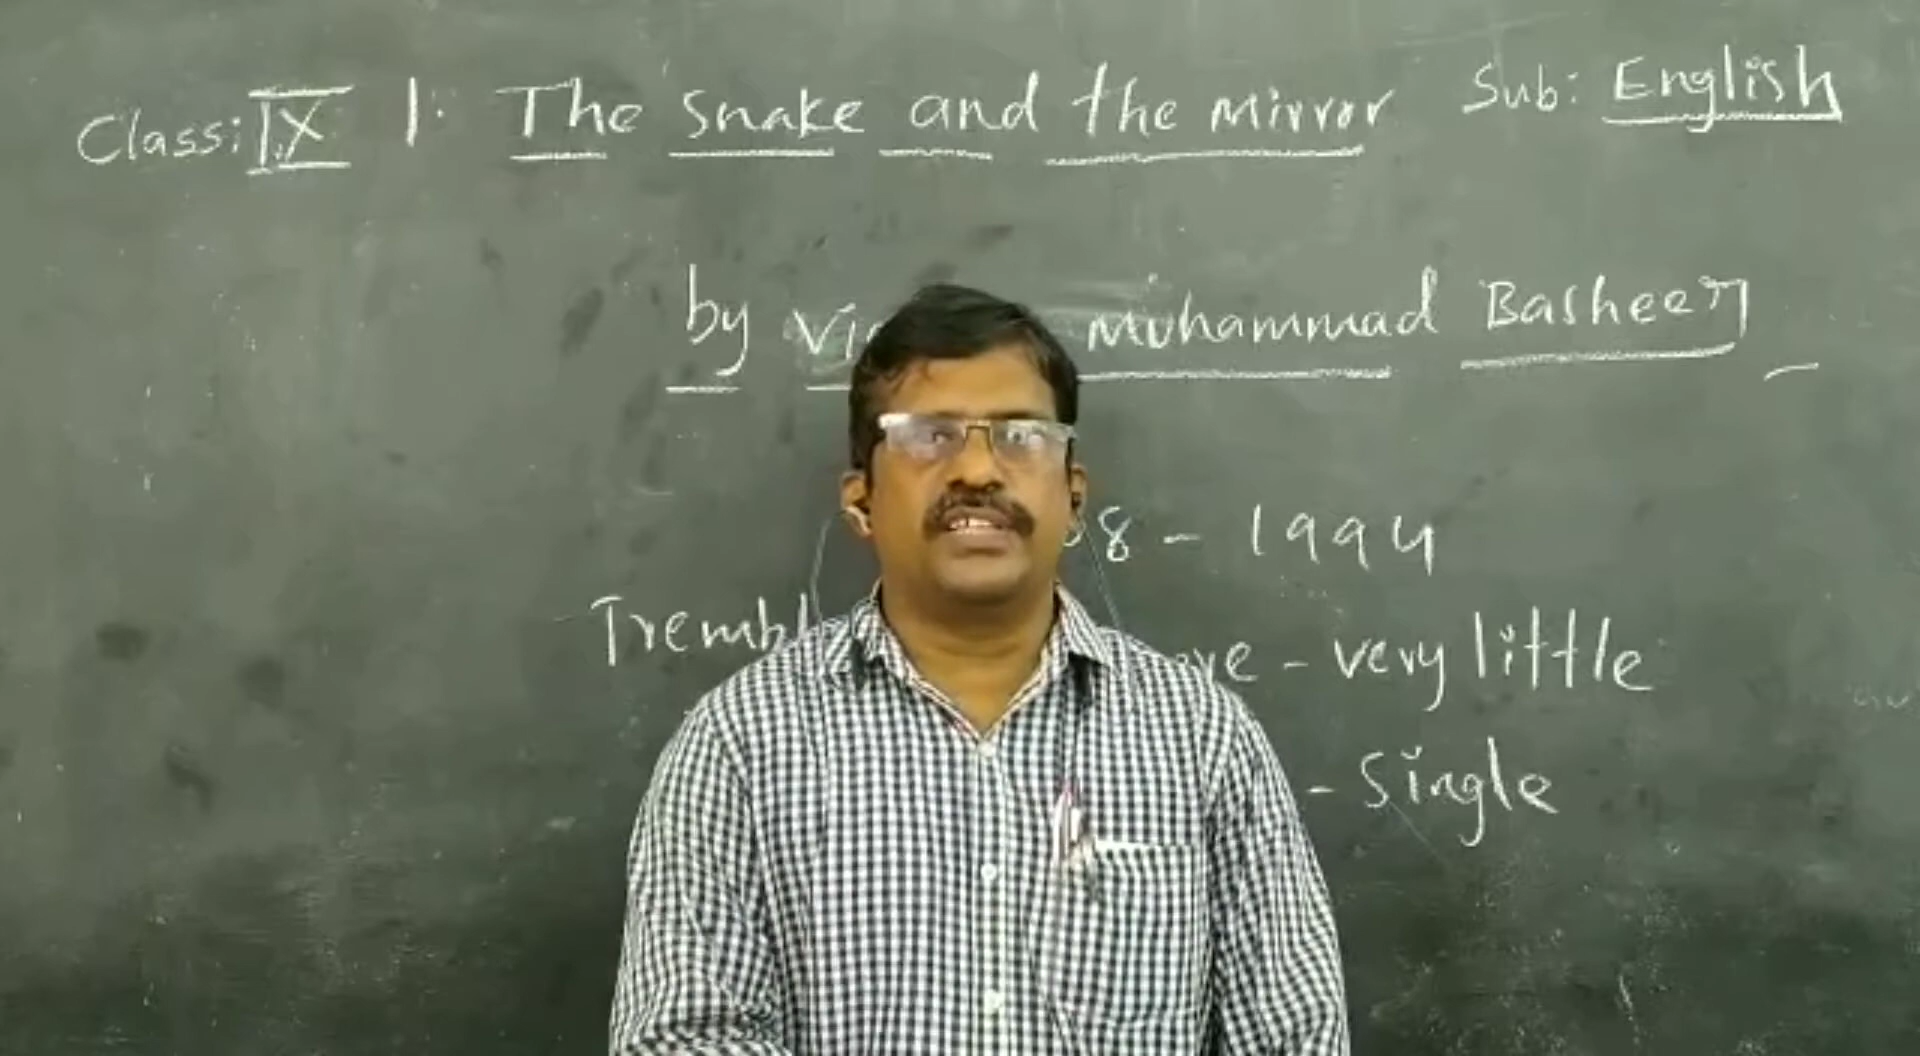 Class: IX 1. The Snake and the Mirror Sub: English
by Muhammad Basheer
8 - 1994
- very little
- Single